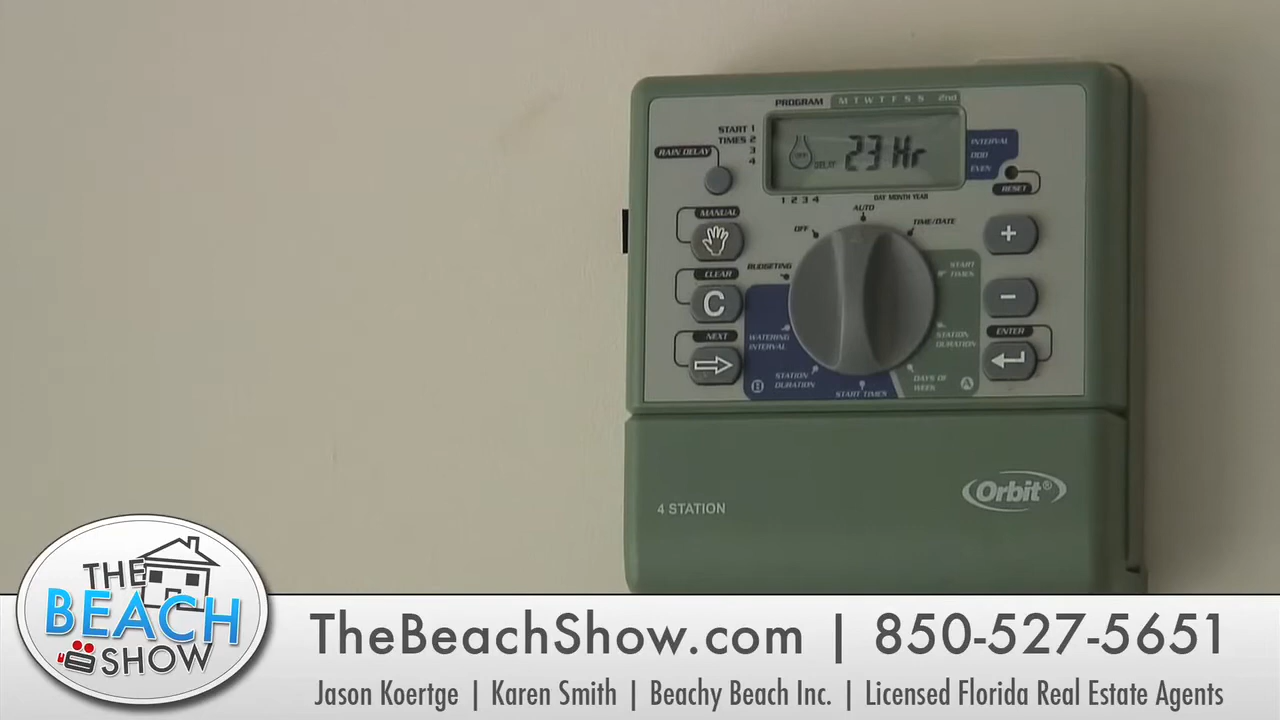 PROGRAM M T W T F S S 2nd
START 1
TIMES 2
3
4
RAIN DELAY
OFF
DELAY
23 Hr
INTERVAL
ODD
EVEN
RESET
1 2 3 4
DAY MONTH YEAR
MANUAL
CLEAR
C
NEXT
OFF
AUTO
TIME/DATE
BUDGETING
START
TIMES
WATERING
INTERVAL
STATION
DURATION
STATION
DURATION
START TIMES
DAYS OF
WEEK
A
B
+
-
ENTER
4 STATION
Orbit®
THE
BEACH
SHOW
TheBeachShow.com | 850-527-5651
Jason Koertge | Karen Smith | Beachy Beach Inc. | Licensed Florida Real Estate Agents